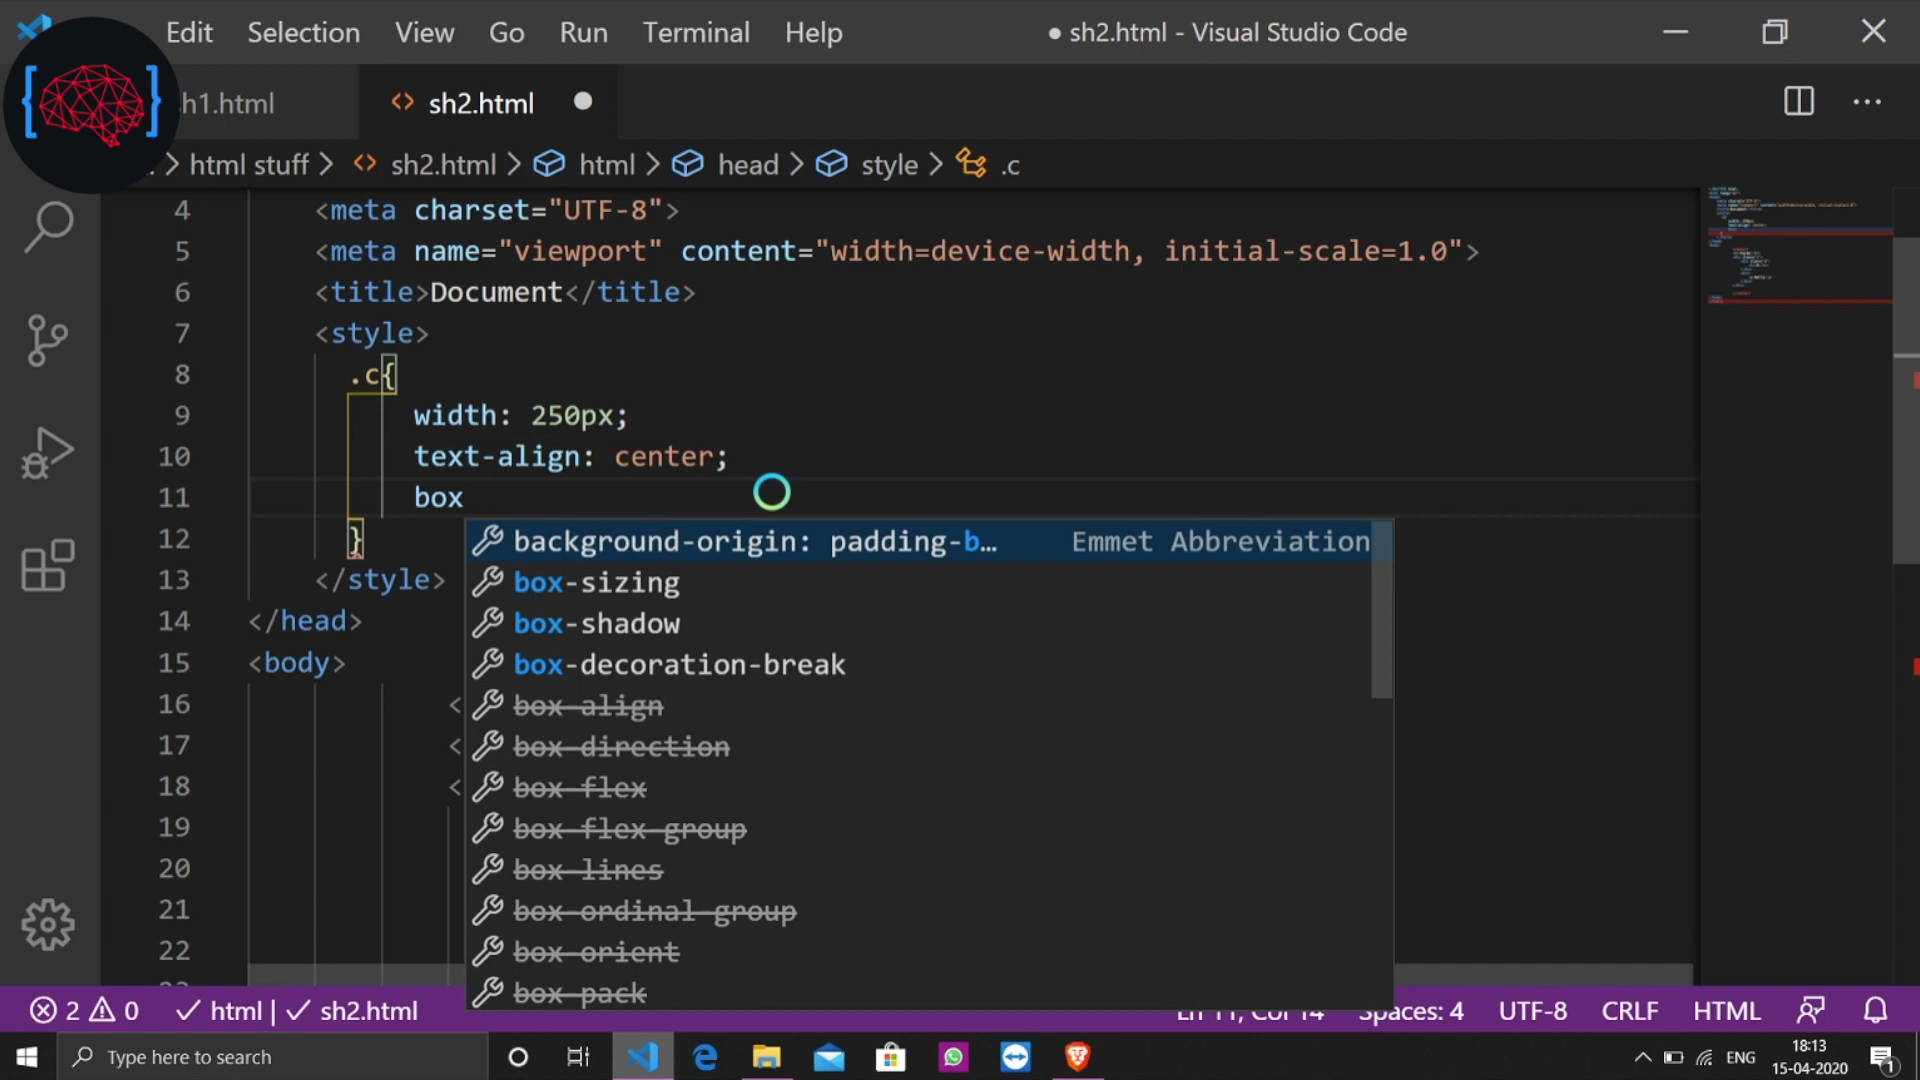 Edit Selection View Go Run Terminal Help ● sh2.html - Visual Studio Code
h1.html <> sh2.html ●
> html stuff > <> sh2.html > html > head > style > .c
4 <meta charset="UTF-8">
5 <meta name="viewport" content="width=device-width, initial-scale=1.0">
6 <title>Document</title>
7 <style>
8 .c{
9 width: 250px;
10 text-align: center;
11 box
12 }
13 </style>
14 </head>
15 <body>
16 <
17 <
18 <
19
20
21
22
background-origin: padding-b… Emmet Abbreviation
box-sizing
box-shadow
box-decoration-break
box-align
box-direction
box-flex
box-flex-group
box-lines
box-ordinal-group
box-orient
box-pack
2 0 ✓ html | ✓ sh2.html Ln 11, Col 14 Spaces: 4 UTF-8 CRLF HTML
Type here to search ENG 18:13
15-04-2020
1